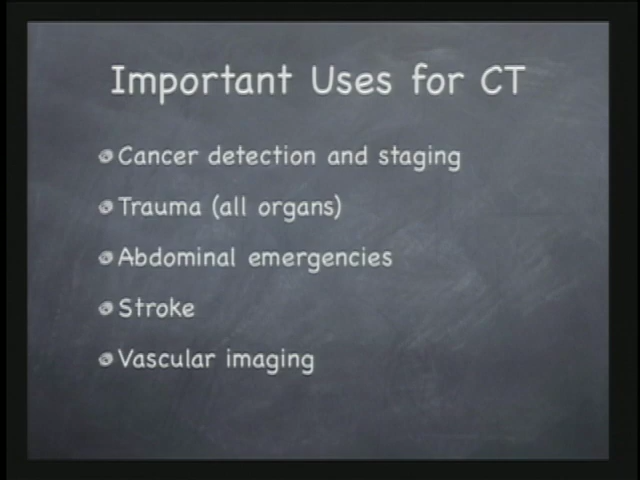 Important Uses for CT
Cancer detection and staging
Trauma (all organs)
Abdominal emergencies
Stroke
Vascular imaging